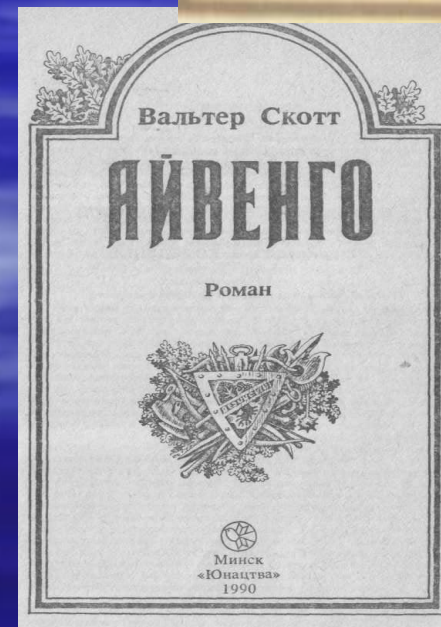 Вальтер Скотт
АЙВЕНГО
Роман
Минск
«Юнацтва»
1990